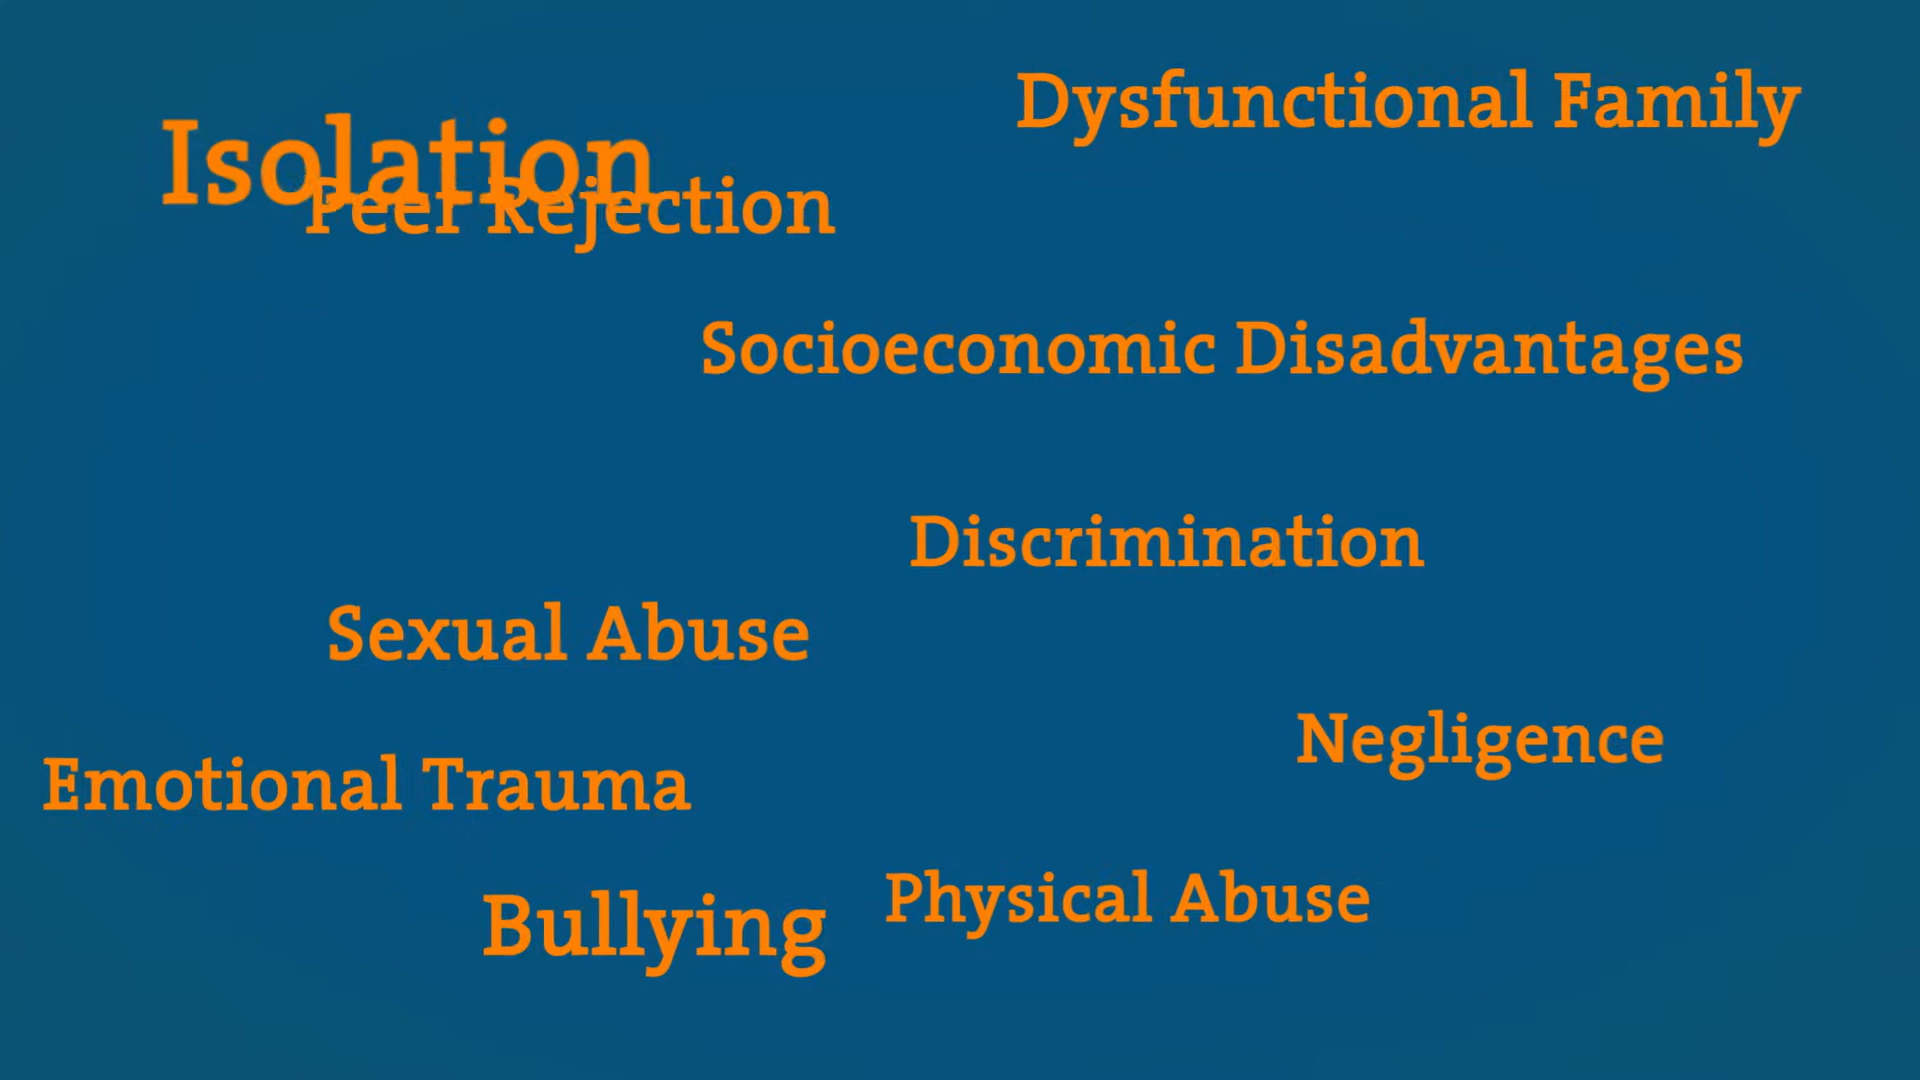 Dysfunctional Family
Isolation
Peer Rejection
Socioeconomic Disadvantages
Discrimination
Sexual Abuse
Negligence
Emotional Trauma
Physical Abuse
Bullying